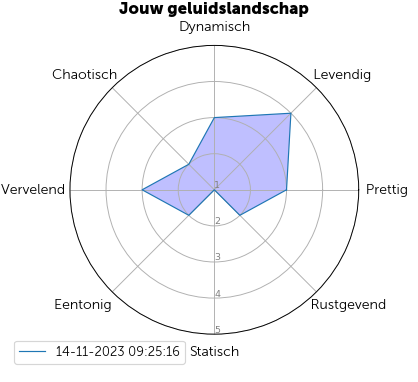 Jouw geluidslandschap
Dynamisch
Chaotisch
Levendig
Vervelend
1
Prettig
2
3
4
Eentonig
Rustgevend
5
14-11-2023 09:25:16
Statisch